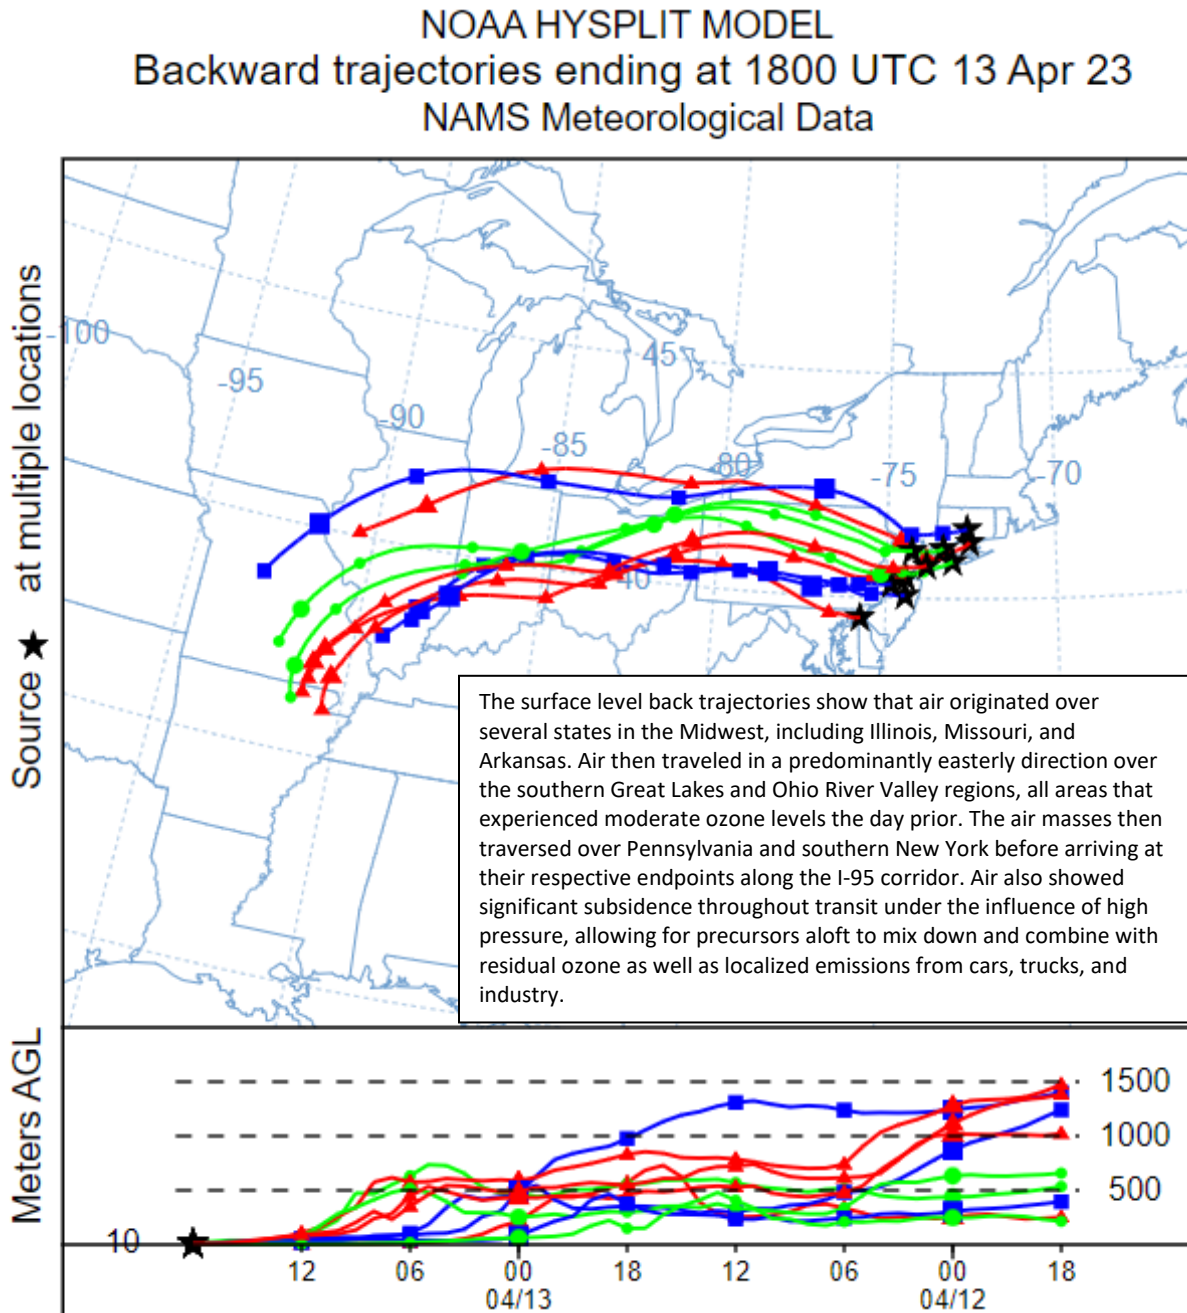 NOAA HYSPLIT MODEL
Backward trajectories ending at 1800 UTC 13 Apr 23
NAMS Meteorological Data
Source ★ at multiple locations
-100
-95
-90
-85
-80
-75
-70
45
40
The surface level back trajectories show that air originated over
several states in the Midwest, including Illinois, Missouri, and
Arkansas. Air then traveled in a predominantly easterly direction over
the southern Great Lakes and Ohio River Valley regions, all areas that
experienced moderate ozone levels the day prior. The air masses then
traversed over Pennsylvania and southern New York before arriving at
their respective endpoints along the I-95 corridor. Air also showed
significant subsidence throughout transit under the influence of high
pressure, allowing for precursors aloft to mix down and combine with
residual ozone as well as localized emissions from cars, trucks, and
industry.
Meters AGL
1500
1000
500
10
12 06 00 18 12 06 00 18
04/13 04/12